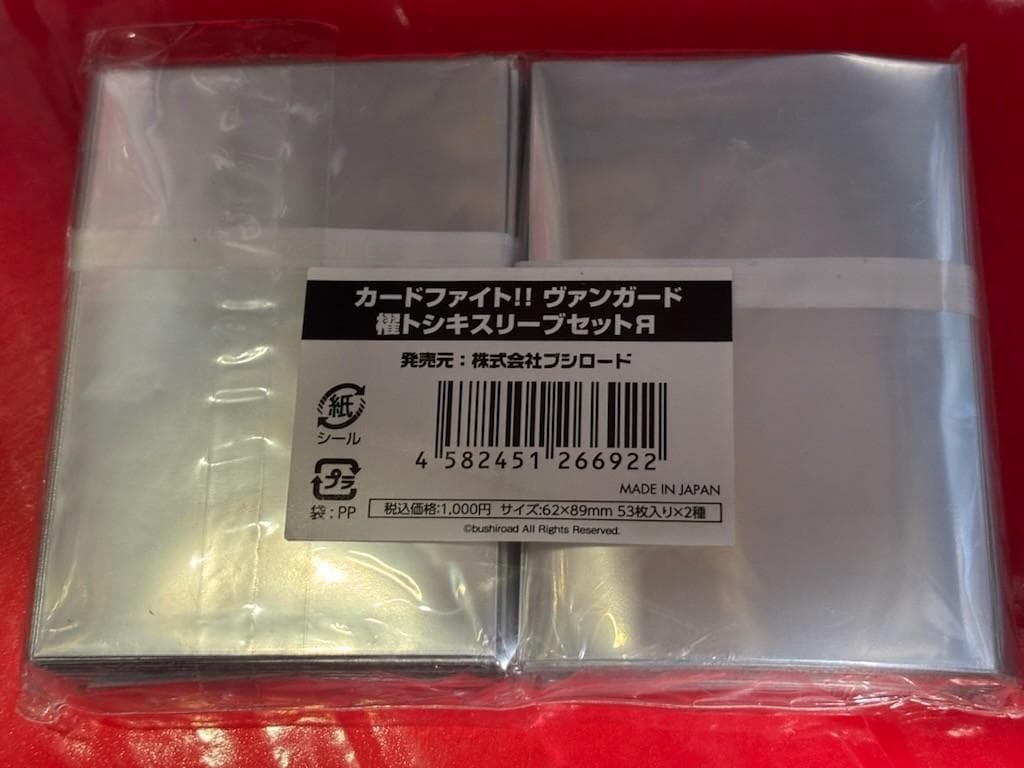 カードファイト!! ヴァンガード
櫂トシキスリーブセットЯ
発売元：株式会社ブシロード
紙
シール
プラ
袋：PP
4 582451 266922
MADE IN JAPAN
税込価格:1,000円 サイズ:62×89mm 53枚入り×2種
©bushiroad All Rights Reserved.